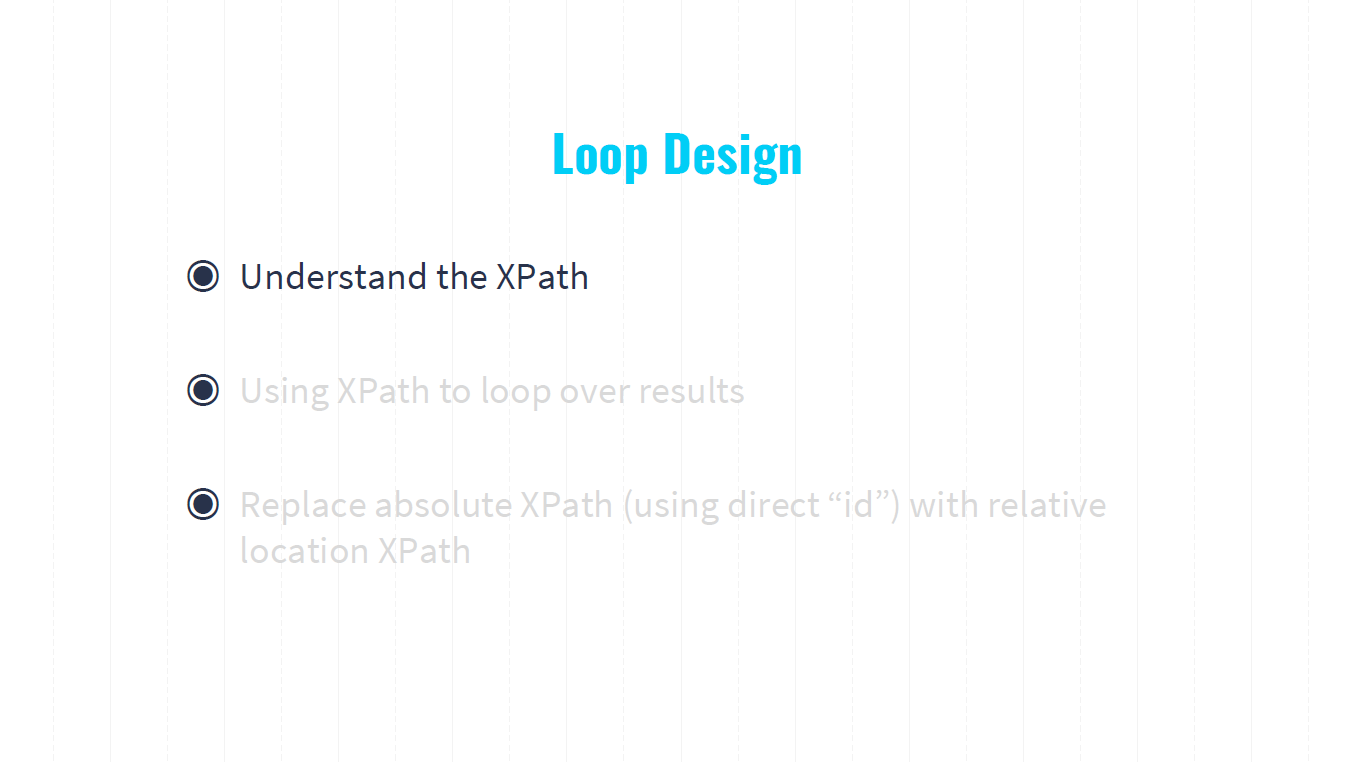 Loop Design
Understand the XPath
Using XPath to loop over results
Replace absolute XPath (using direct “id”) with relative
location XPath